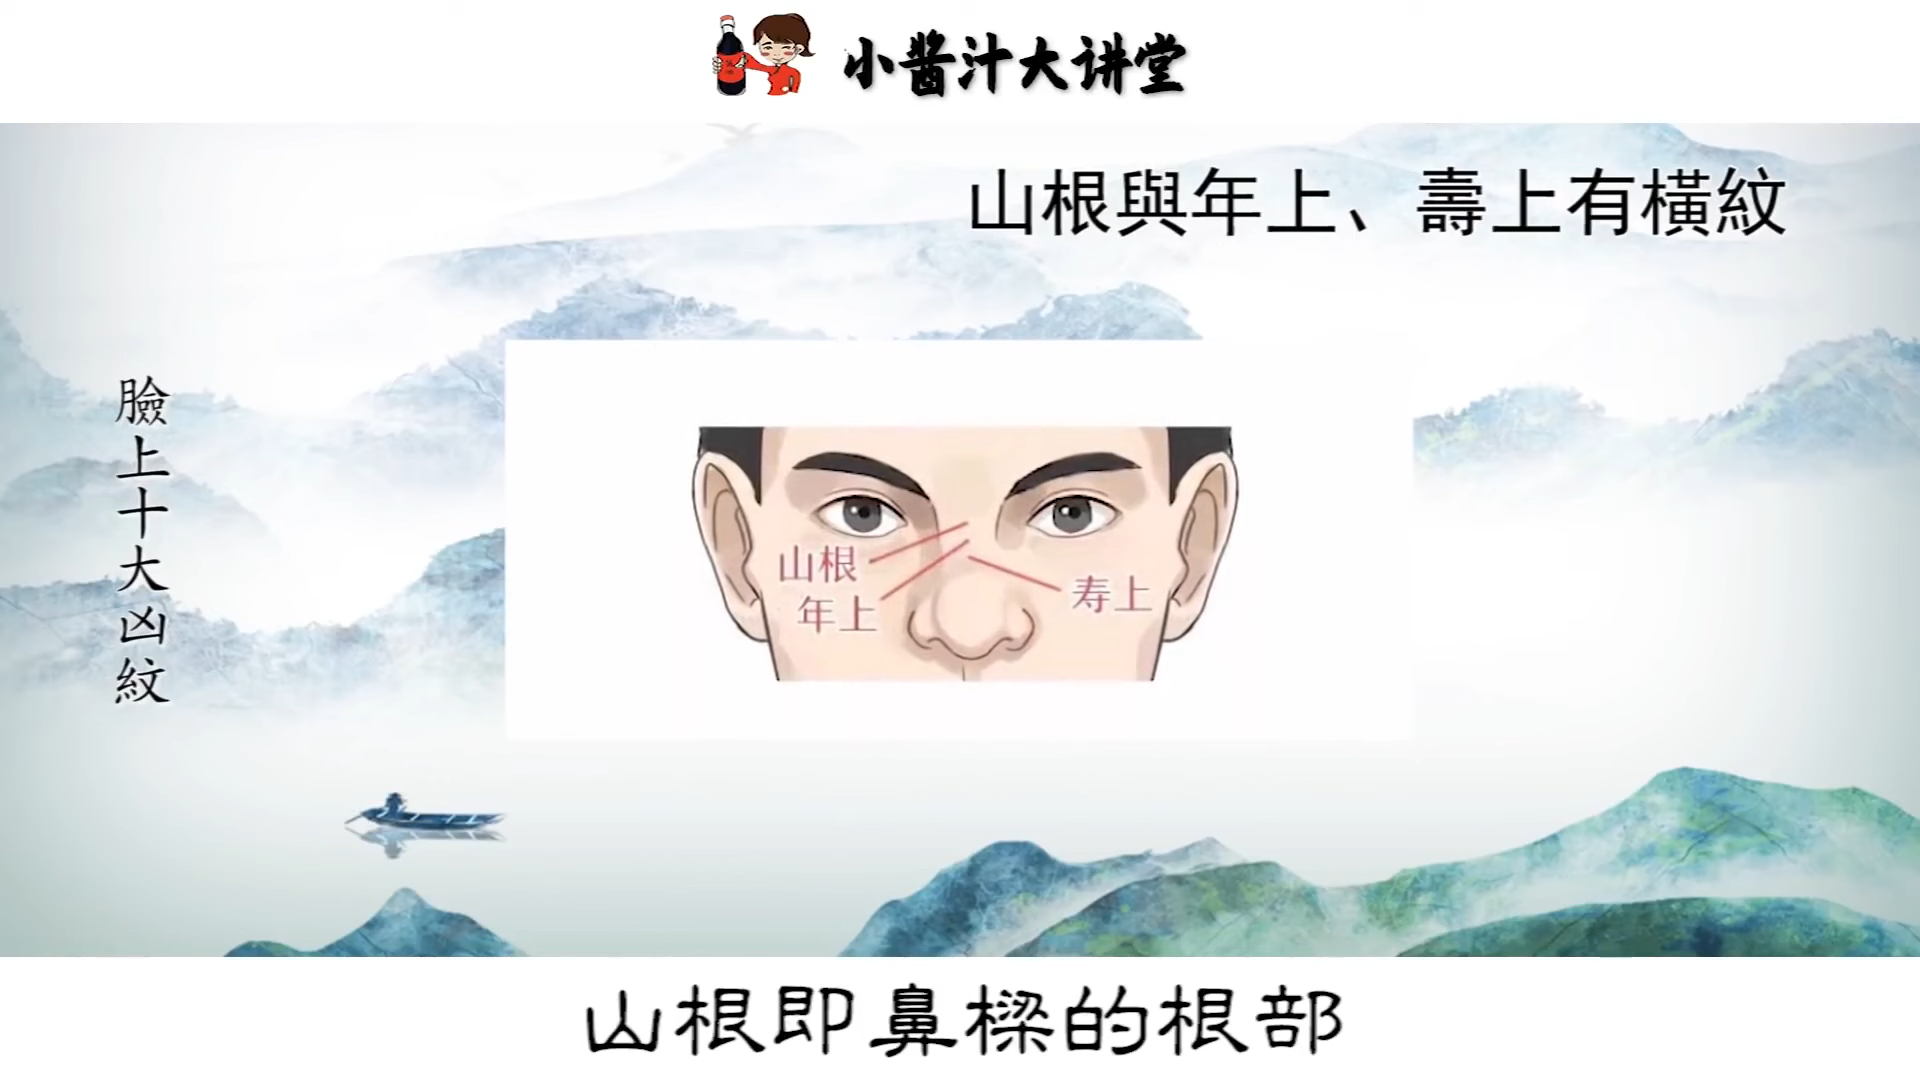 小酱汁大讲堂
山根與年上、壽上有橫紋
臉上十大凶紋
山根
年上
寿上
山根即鼻樑的根部